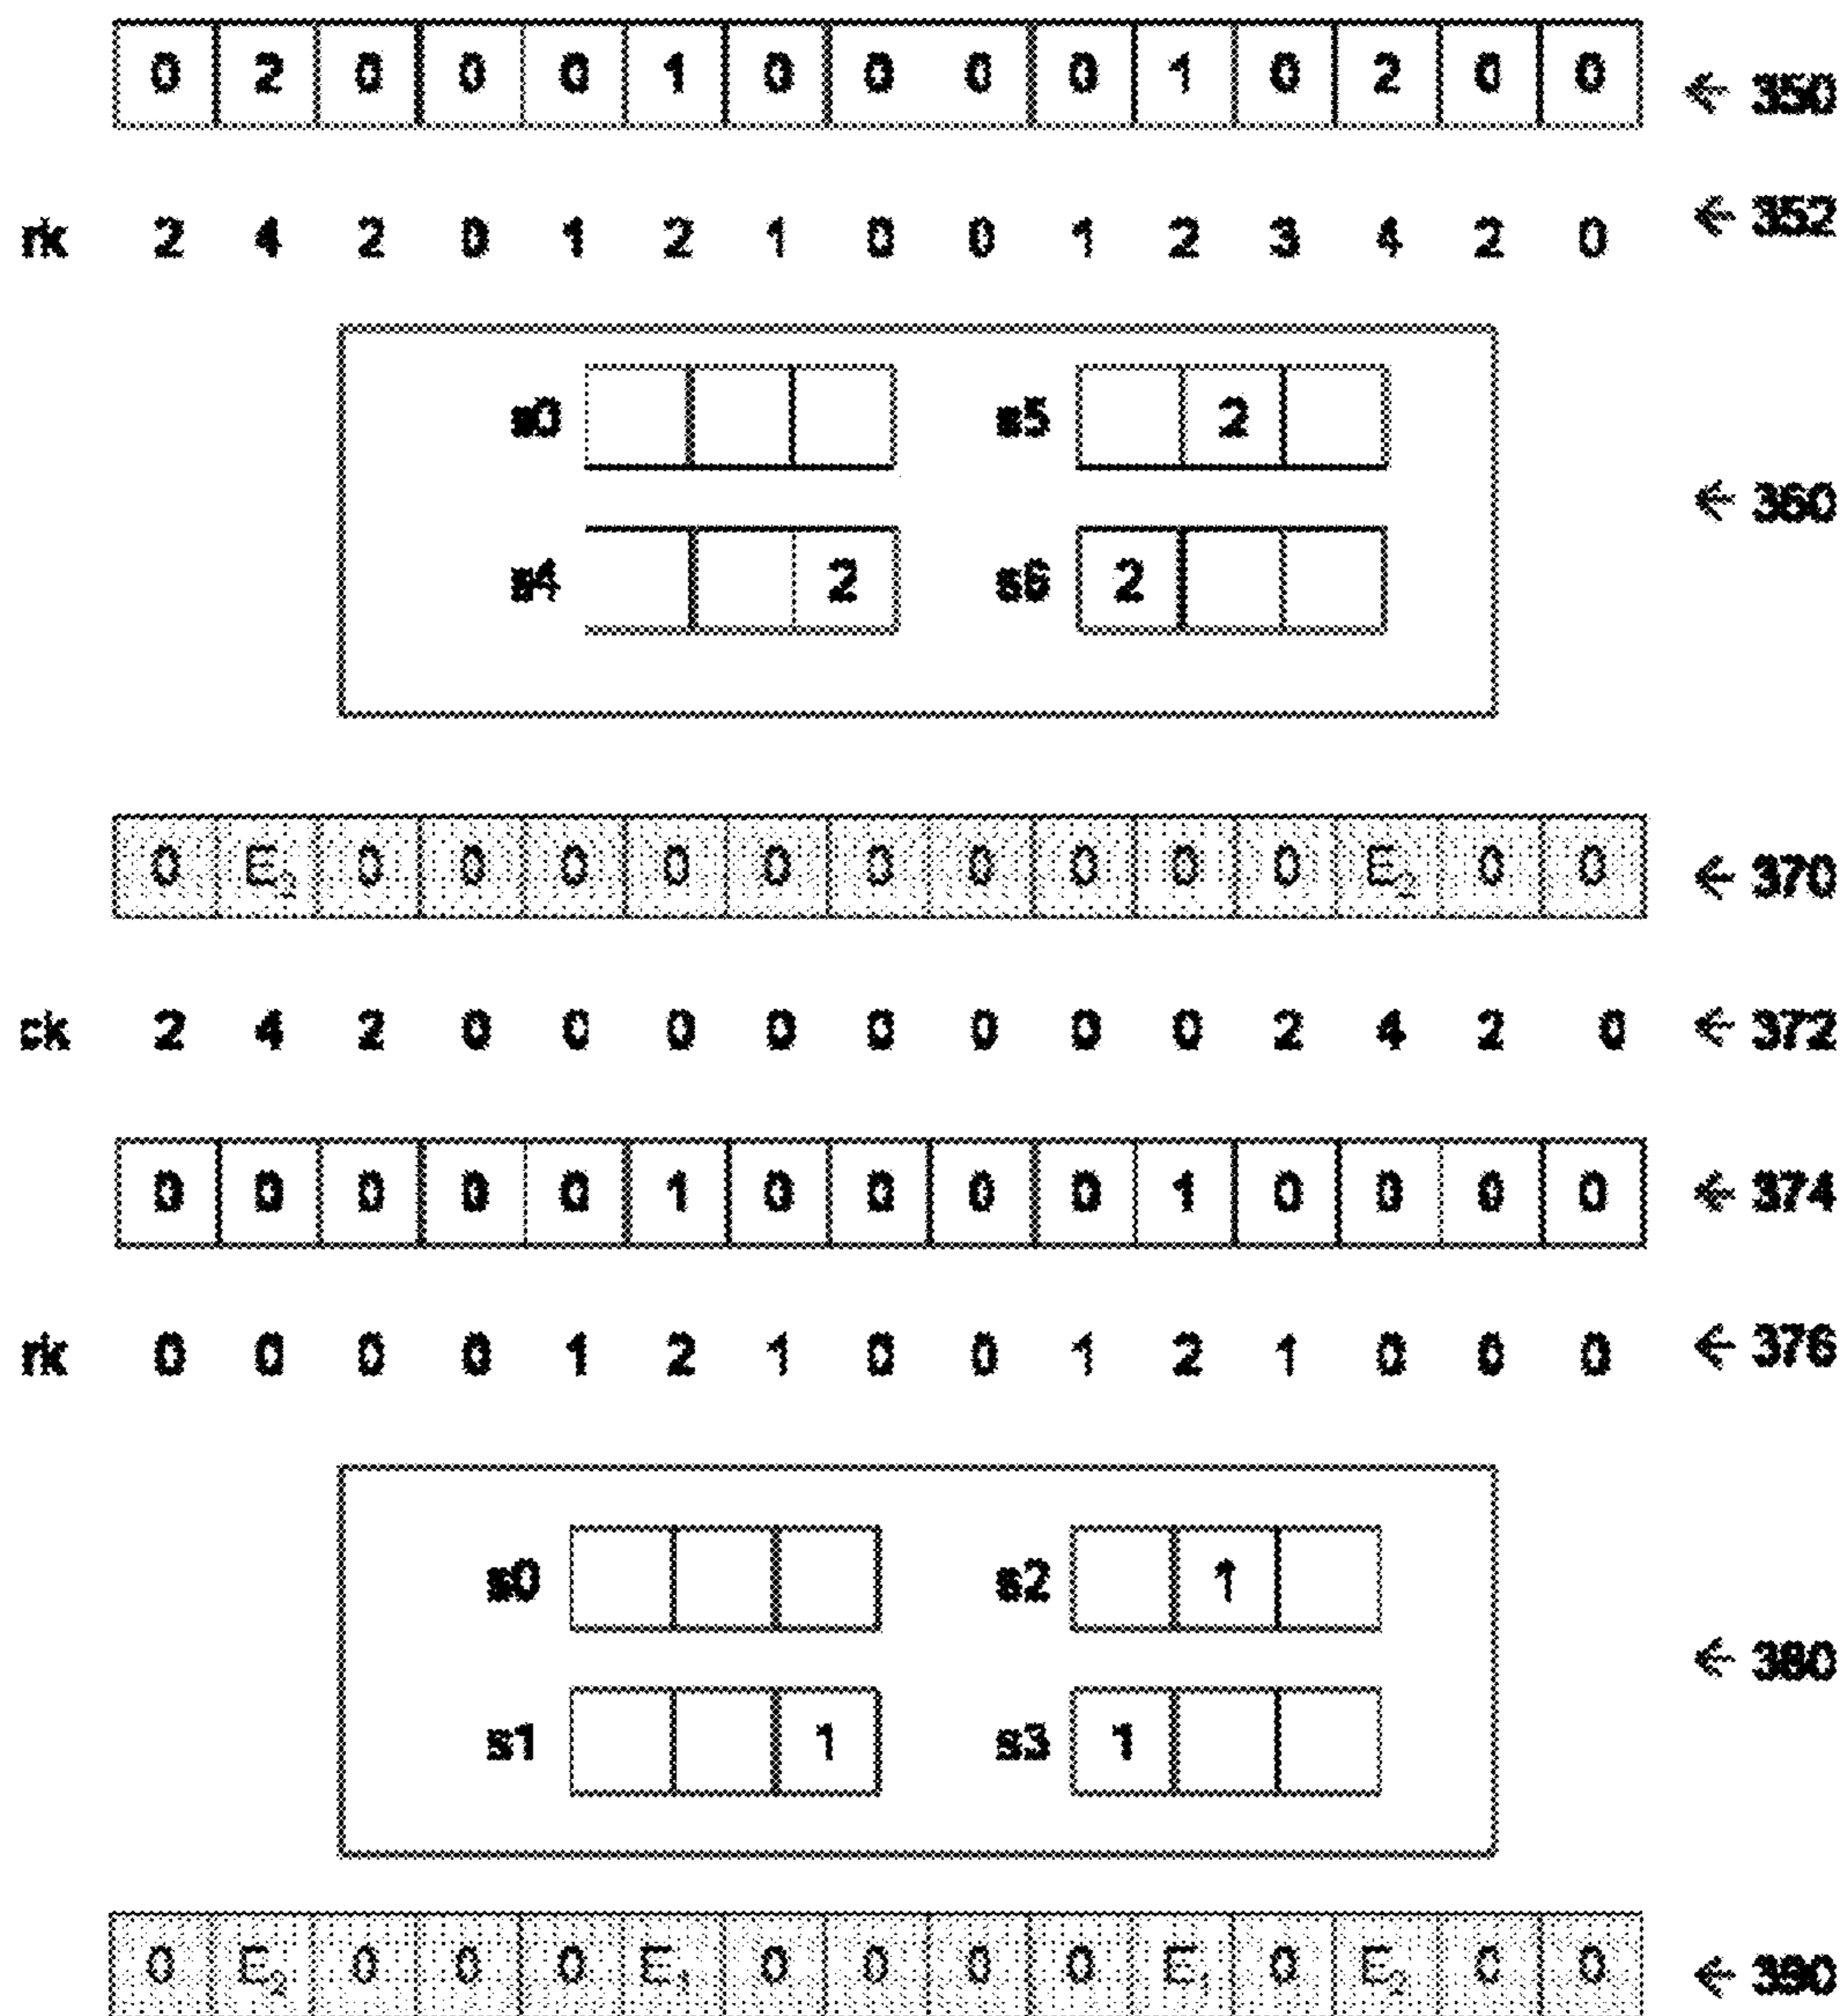 0 2 0 0 0 1 0 0 0 0 1 0 2 0 0 ← 350
rk 2 4 2 0 1 2 1 0 0 1 2 3 4 2 0 ← 352
s0 s5 2
← 360
s4 2 s6 2
0 E₂ 0 0 0 0 0 0 0 0 0 0 E₂ 0 0 ← 370
ck 2 4 2 0 0 0 0 0 0 0 0 2 4 2 0 ← 372
0 0 0 0 0 1 0 0 0 0 1 0 0 0 0 ← 374
rk 0 0 0 0 1 2 1 0 0 1 2 1 0 0 0 ← 376
s0 s2 1
← 380
s1 1 s3 1
0 E₂ 0 0 0 E₁ 0 0 0 0 E₁ 0 E₂ 0 0 ← 390